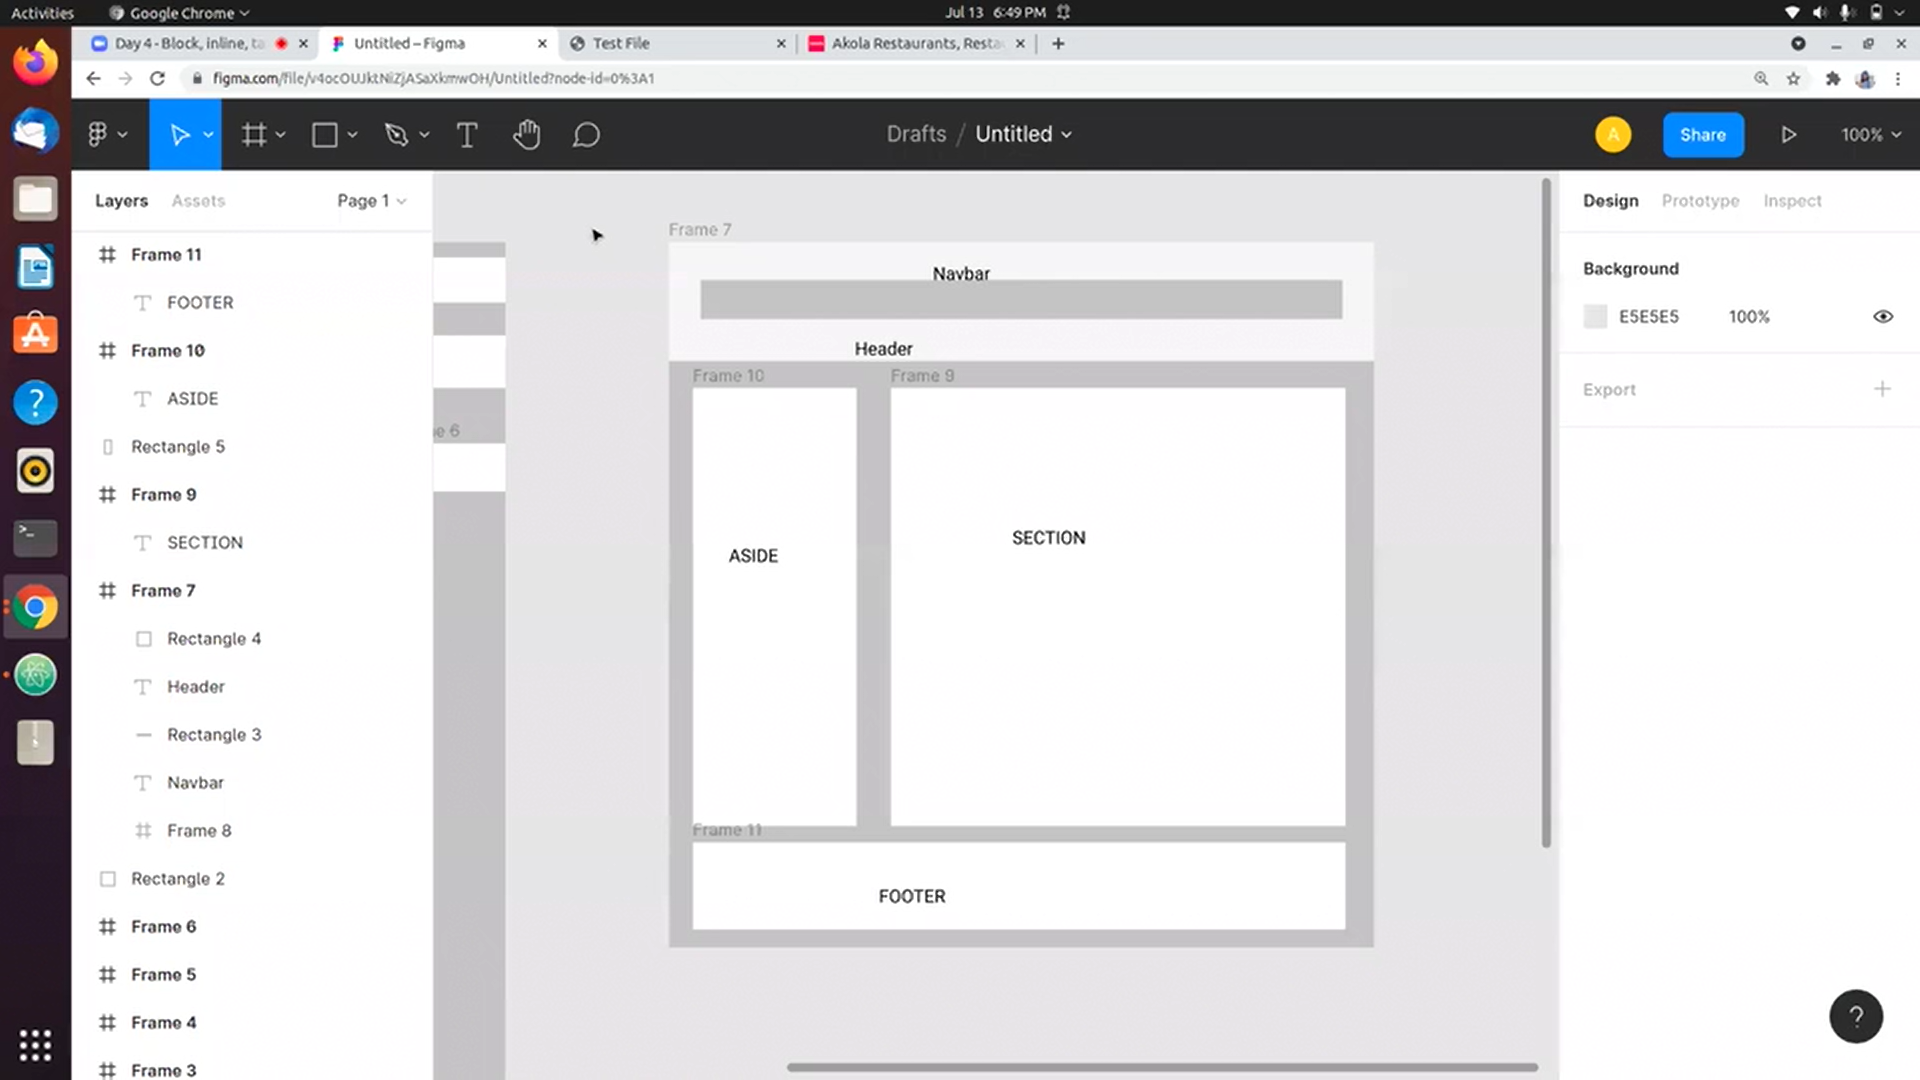 Activities
Google Chrome
Jul 13 6:49 PM
Day 4 - Block, inline, ta
Untitled – Figma
Test File
Akola Restaurants, Resta
figma.com/file/v4ocOUJktNiZjASaXkmwOH/Untitled?node-id=0%3A1
Drafts / Untitled
A
Share
100%
Layers
Assets
Page 1
Frame 11
FOOTER
Frame 10
ASIDE
Rectangle 5
Frame 9
SECTION
Frame 7
Rectangle 4
Header
Rectangle 3
Navbar
Frame 8
Rectangle 2
Frame 6
Frame 5
Frame 4
Frame 3
e 6
Frame 7
Navbar
Header
Frame 10
Frame 9
ASIDE
SECTION
Frame 11
FOOTER
Design
Prototype
Inspect
Background
E5E5E5
100%
Export
?